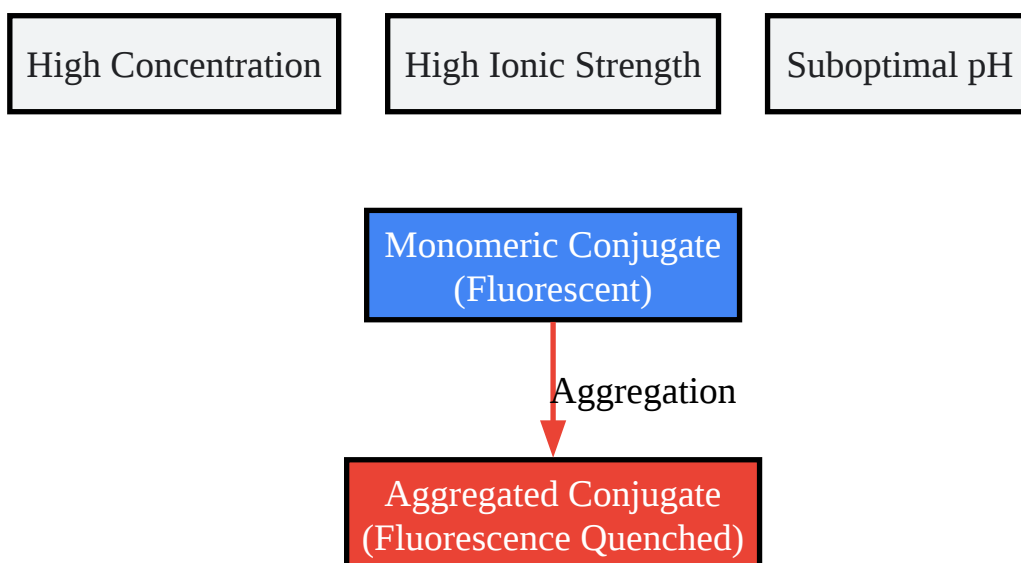 High Concentration
High Ionic Strength
Suboptimal pH
Monomeric Conjugate
(Fluorescent)
Aggregation
Aggregated Conjugate
(Fluorescence Quenched)